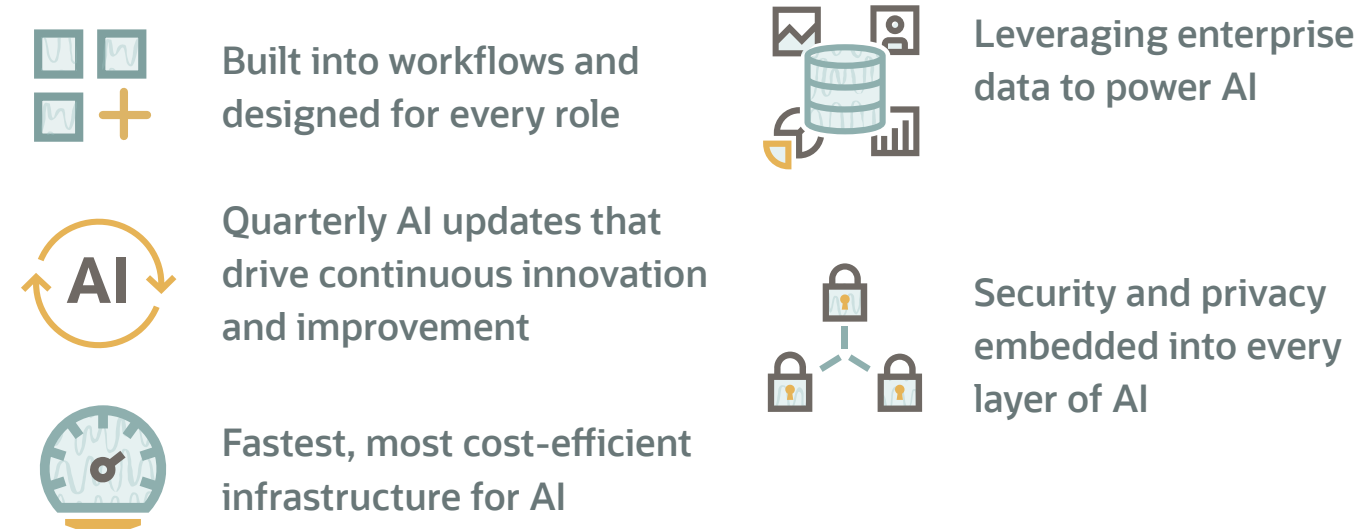 Built into workflows and
designed for every role
AI
Quarterly AI updates that
drive continuous innovation
and improvement
Fastest, most cost-efficient
infrastructure for AI
Leveraging enterprise
data to power AI
Security and privacy
embedded into every
layer of AI